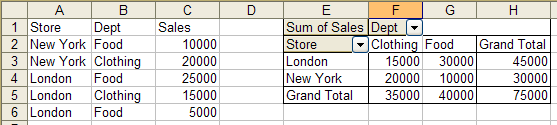 A B C D E F G H
1 Store Dept Sales Sum of Sales Dept
2 New York Food 10000 Store Clothing Food Grand Total
3 New York Clothing 20000 London 15000 30000 45000
4 London Food 25000 New York 20000 10000 30000
5 London Clothing 15000 Grand Total 35000 40000 75000
6 London Food 5000